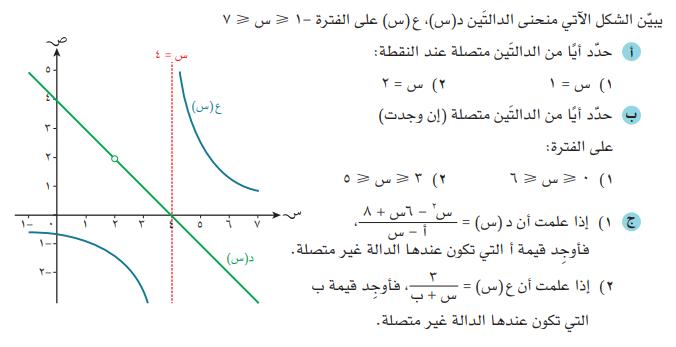 يبيّن الشكل الآتي منحنى الدالتَين د(س)، ع(س) على الفترة -١ ⩽ س ⩽ ٧
أ حدّد أيًا من الدالتَين متصلة عند النقطة:
١) س = ١ ٢) س = ٢
ب حدّد أيًا من الدالتَين متصلة (إن وجدت)
على الفترة:
١) ٠ ⩽ س ⩽ ٦ ٢) ٣ ⩽ س ⩽ ٥
ج ١) إذا علمت أن د(س) = (س² - ٦س + ٨) / (أ - س)،
فأوجِد قيمة أ التي تكون عندها الدالة غير متصلة.
٢) إذا علمت أن ع(س) = ٣ / (س + ب)، فأوجِد قيمة ب
التي تكون عندها الدالة غير متصلة.
ص
س = ٤
٥
٤
٣
٢
١
ع(س)
س
-١ ٠ ١ ٢ ٣ ٤ ٥ ٦ ٧
-١
-٢
د(س)